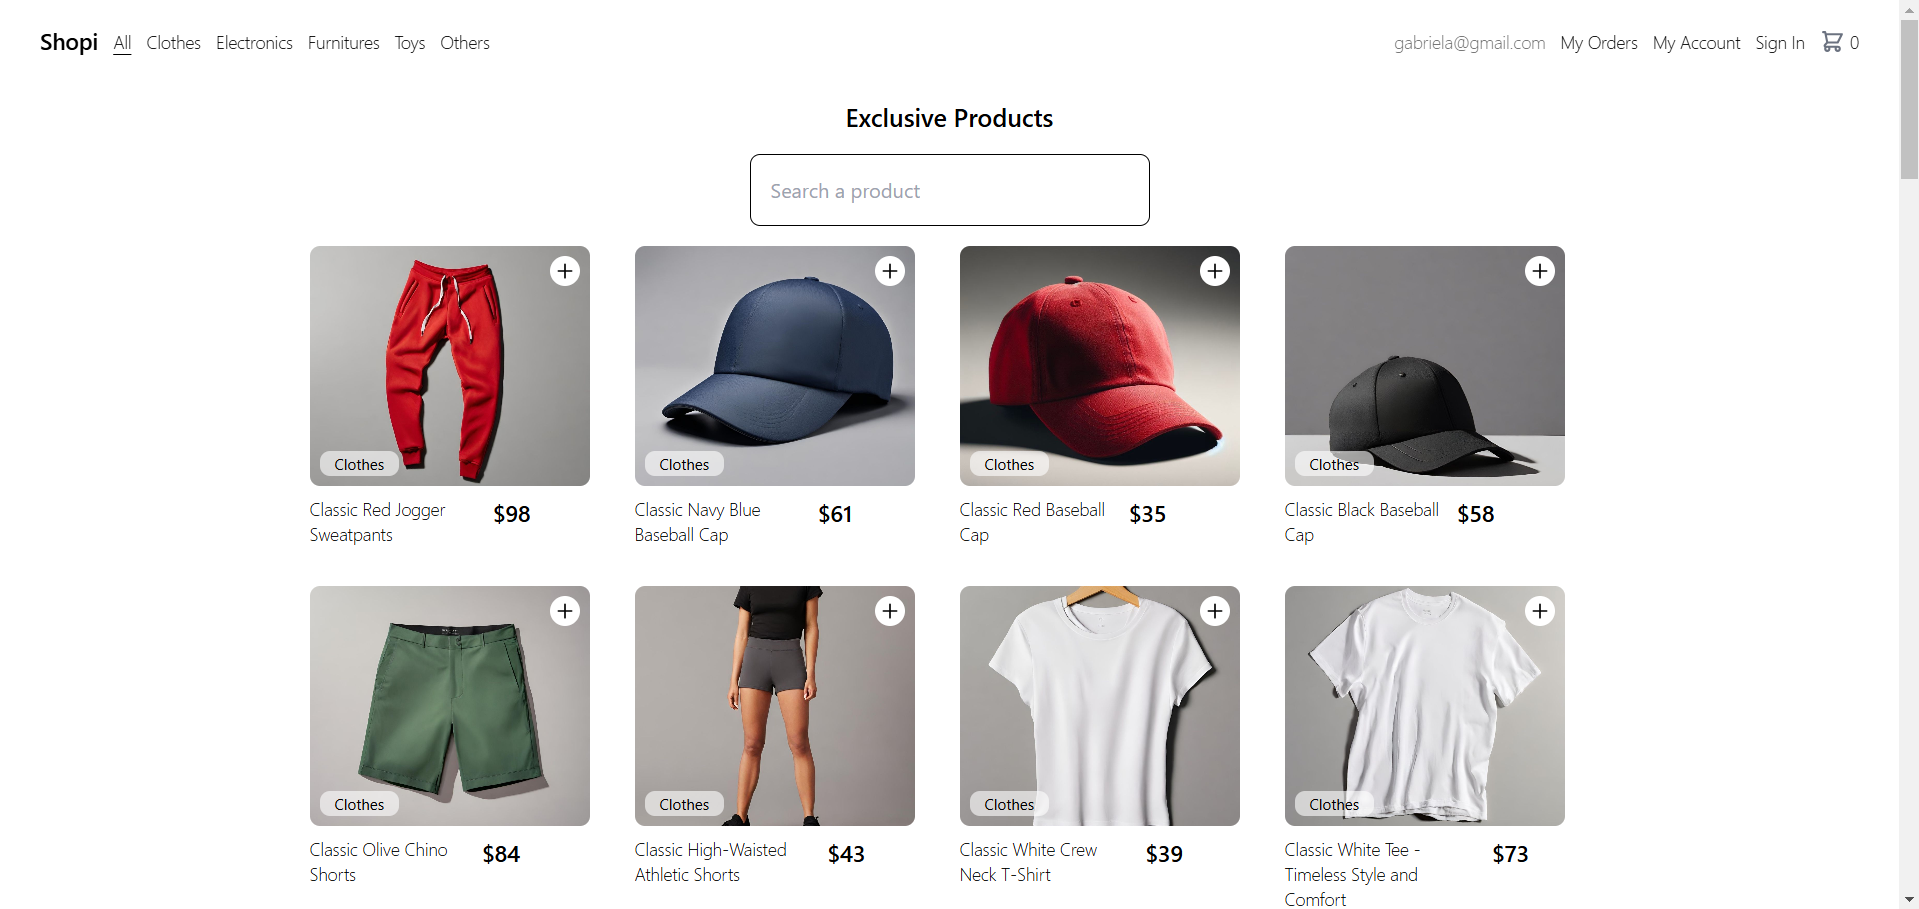 Shopi All Clothes Electronics Furnitures Toys Others gabriela@gmail.com My Orders My Account Sign In 0
Exclusive Products
Search a product
Clothes
Classic Red Jogger
Sweatpants
$98
Clothes
Classic Navy Blue
Baseball Cap
$61
Clothes
Classic Red Baseball
Cap
$35
Clothes
Classic Black Baseball
Cap
$58
Clothes
Classic Olive Chino
Shorts
$84
Clothes
Classic High-Waisted
Athletic Shorts
$43
Clothes
Classic White Crew
Neck T-Shirt
$39
Clothes
Classic White Tee -
Timeless Style and
Comfort
$73